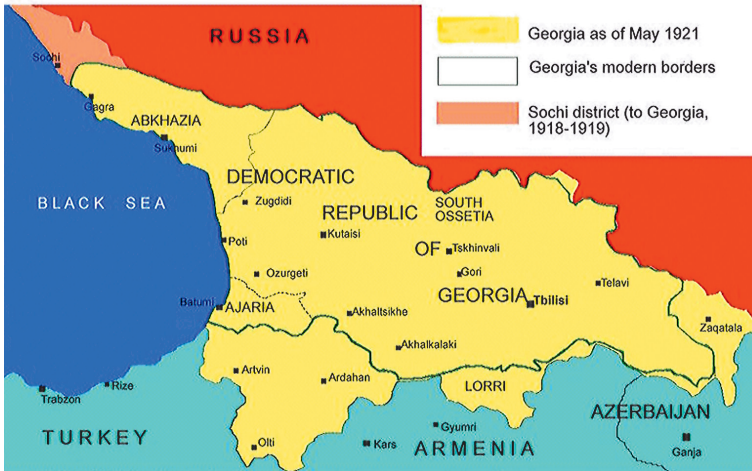 RUSSIA
Georgia as of May 1921
Georgia's modern borders
Sochi district (to Georgia,
1918-1919)
Sochi
Gagra
ABKHAZIA
Sukhumi
DEMOCRATIC
BLACK SEA
Zugdidi
REPUBLIC
SOUTH
OSSETIA
Poti
Kutaisi
OF
Tskhinvali
Ozurgeti
Gori
Telavi
Batumi
AJARIA
GEORGIA
Tbilisi
Akhaltsikhe
Zaqatala
Akhalkalaki
Artvin
Ardahan
LORRI
Trabzon
Rize
AZERBAIJAN
TURKEY
Olti
Kars
Gyumri
ARMENIA
Ganja